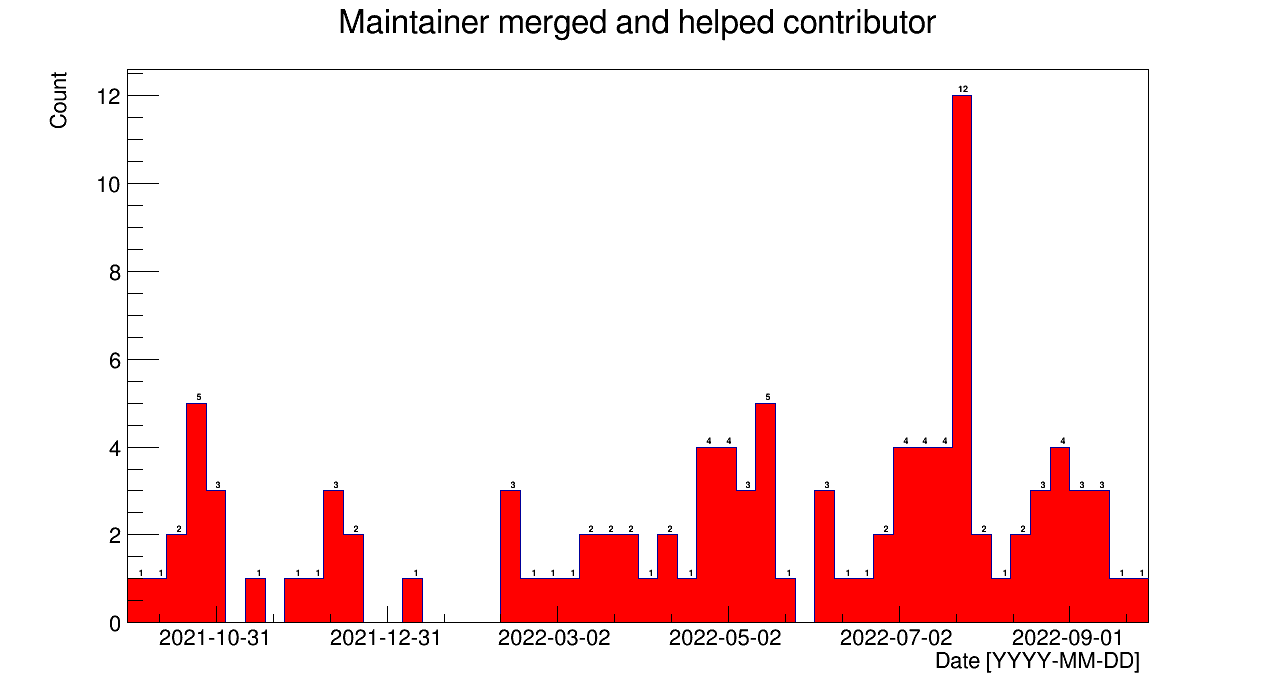 Maintainer merged and helped contributor
Count
12
10
8
6
4
2
0
1 1 2 5 3 1 1 1 3 2 1 3 1 1 1 2 2 2 1 2 1 4 4 3 5 1 3 1 1 2 4 4 4 12 2 1 2 3 4 3 3 1 1
2021-10-31 2021-12-31 2022-03-02 2022-05-02 2022-07-02 2022-09-01
Date [YYYY-MM-DD]